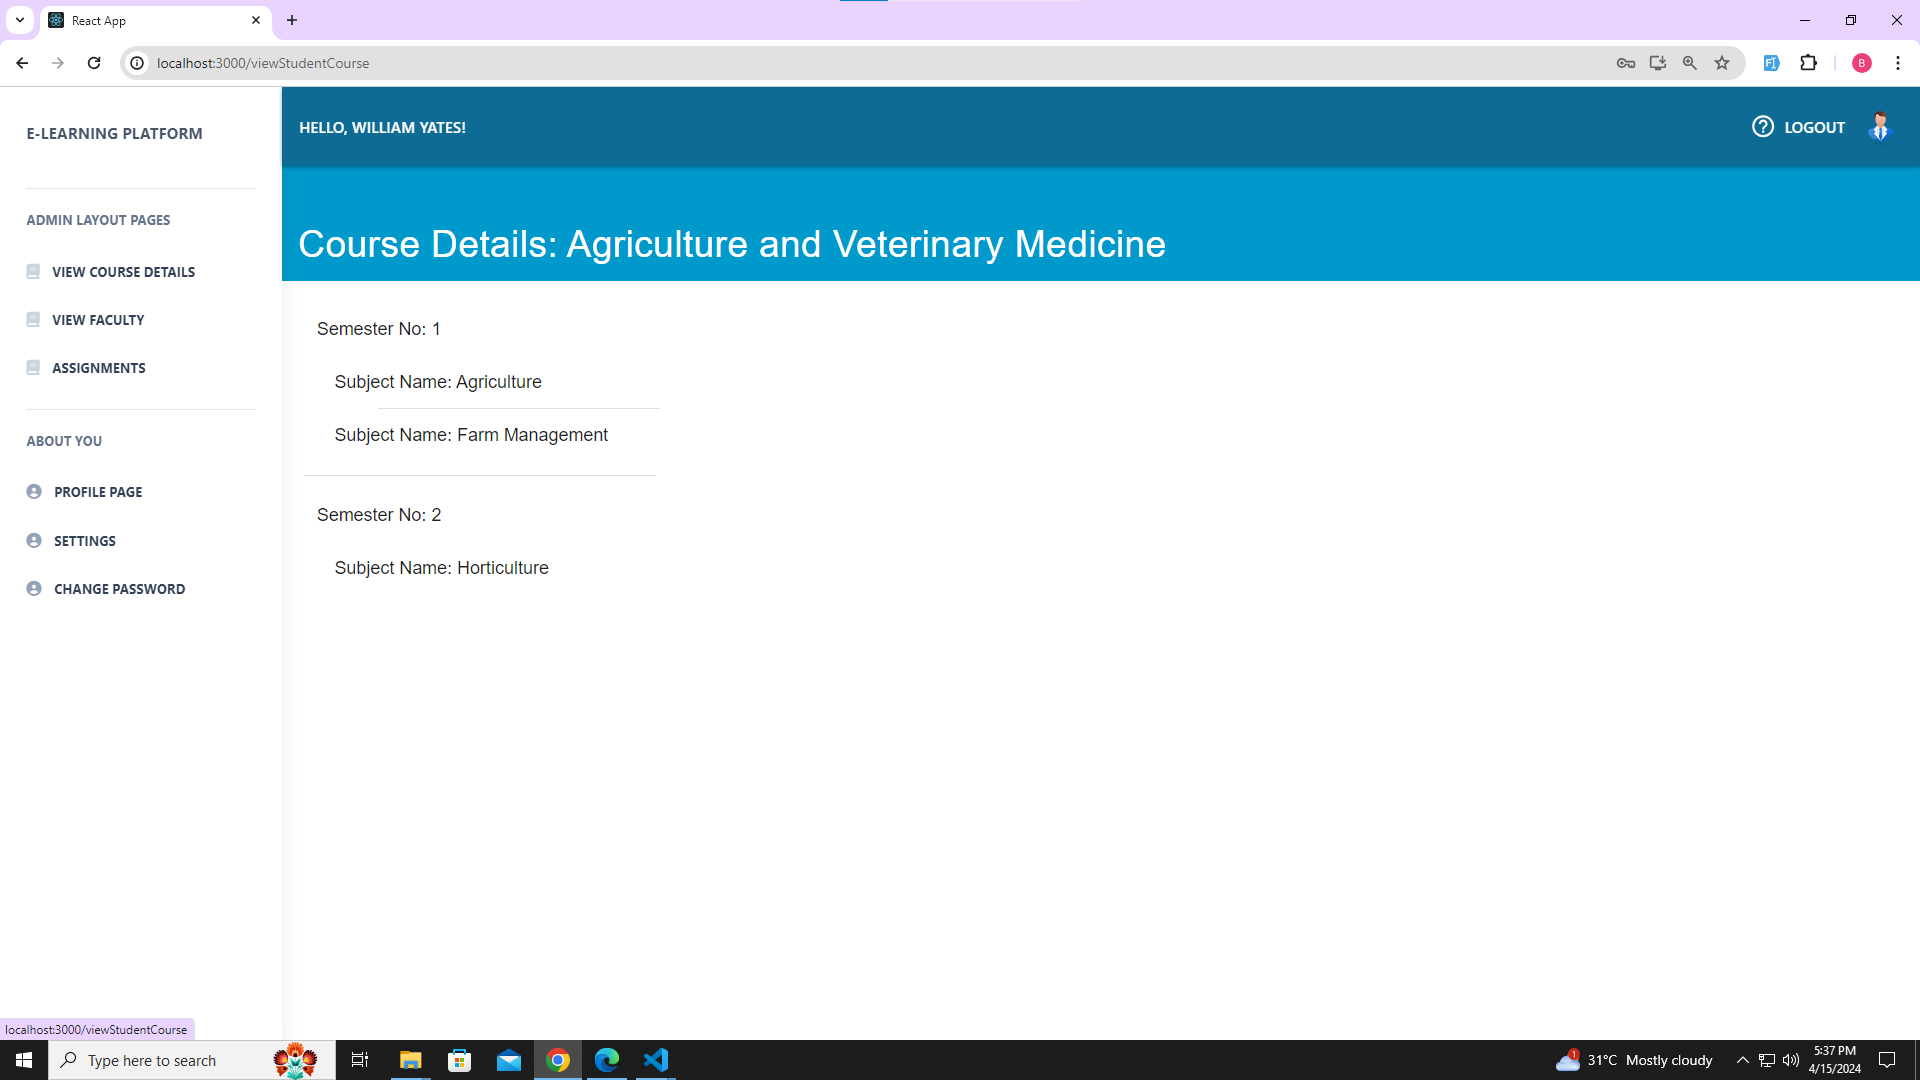 React App
localhost:3000/viewStudentCourse
B
E-LEARNING PLATFORM
HELLO, WILLIAM YATES!
LOGOUT
ADMIN LAYOUT PAGES
VIEW COURSE DETAILS
VIEW FACULTY
ASSIGNMENTS
ABOUT YOU
PROFILE PAGE
SETTINGS
CHANGE PASSWORD
Course Details: Agriculture and Veterinary Medicine
Semester No: 1
Subject Name: Agriculture
Subject Name: Farm Management
Semester No: 2
Subject Name: Horticulture
localhost:3000/viewStudentCourse
Type here to search
1
31°C Mostly cloudy
5:37 PM
4/15/2024